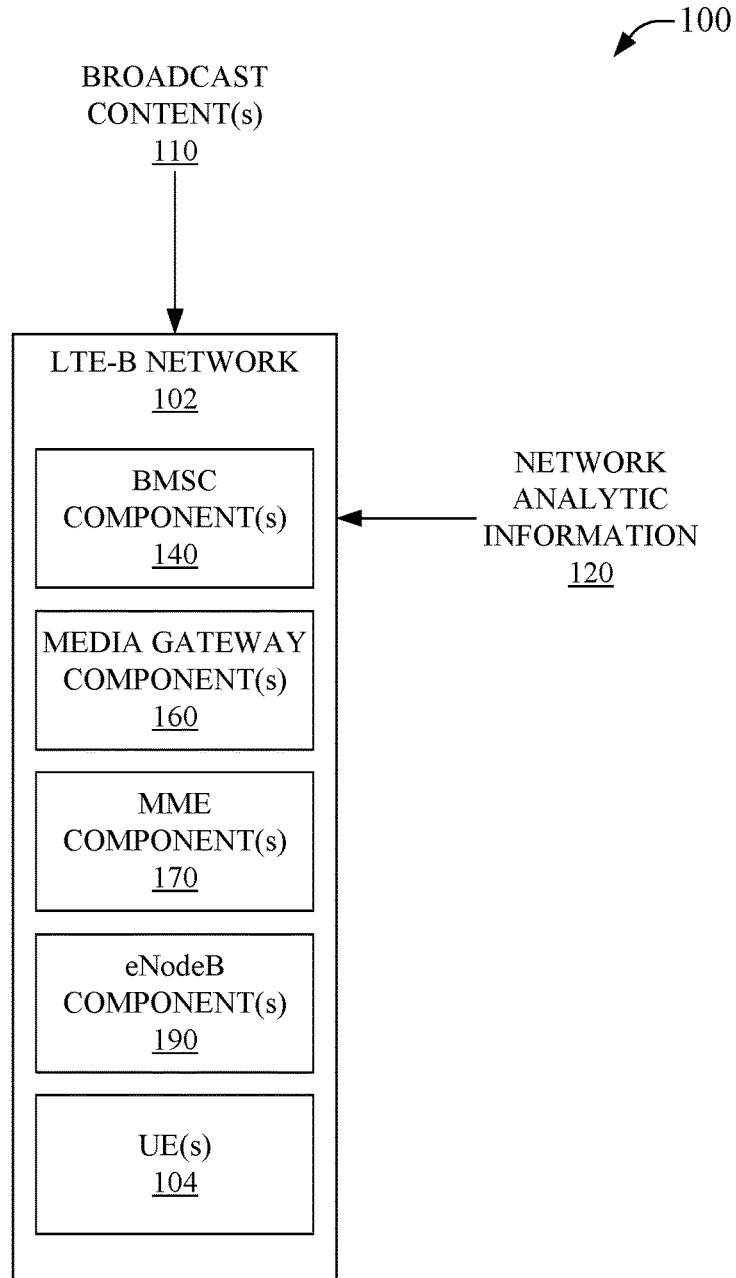 100
BROADCAST
CONTENT(s)
110
LTE-B NETWORK
102
BMSC
COMPONENT(s)
140
NETWORK
ANALYTIC
INFORMATION
120
MEDIA GATEWAY
COMPONENT(s)
160
MME
COMPONENT(s)
170
eNodeB
COMPONENT(s)
190
UE(s)
104